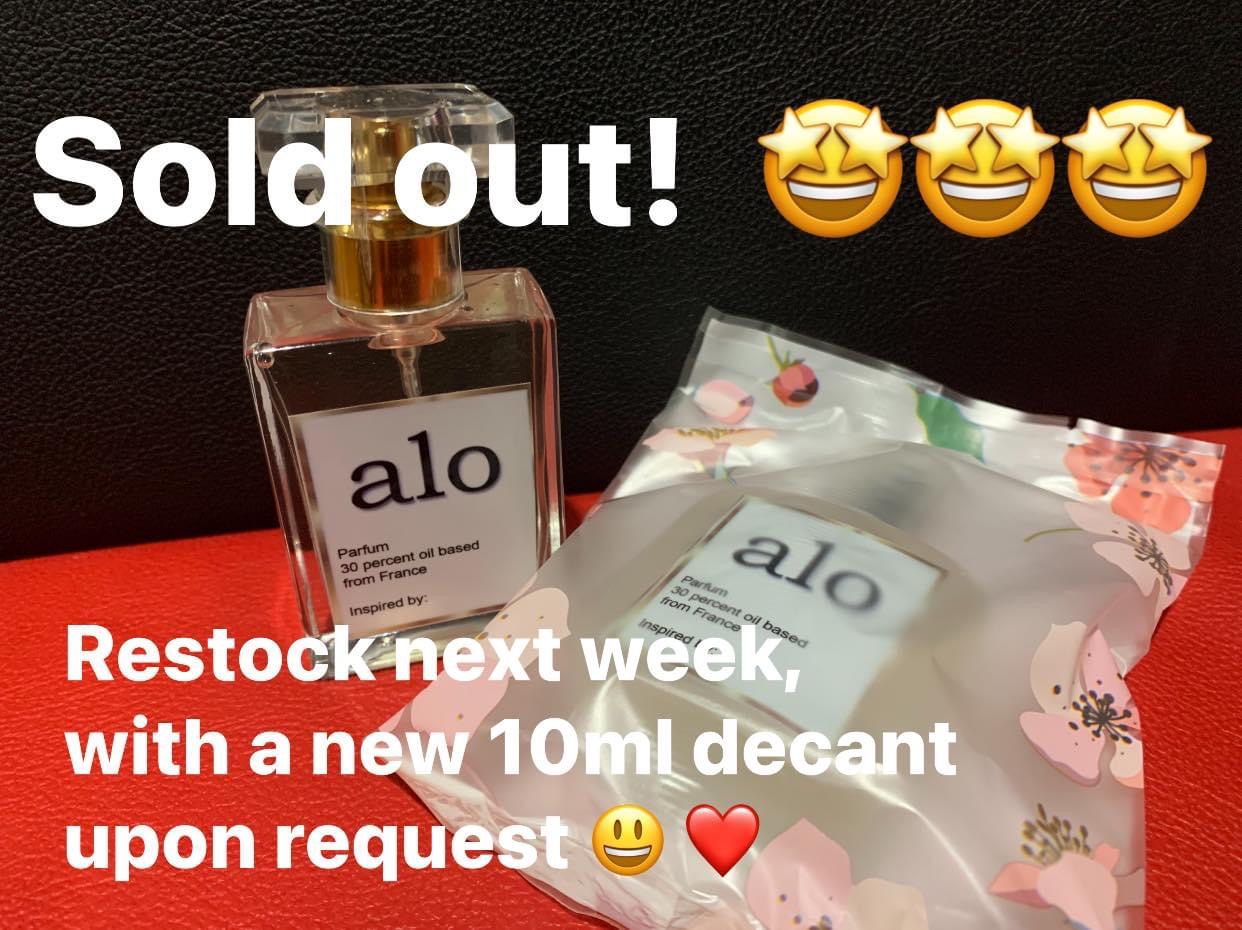 Sold out! 🤩🤩🤩
alo
Parfum
30 percent oil based
from France
Inspired by:
alo
Parfum
30 percent oil based
from France
Inspired
Restock next week,
with a new 10ml decant
upon request 😃 ❤️